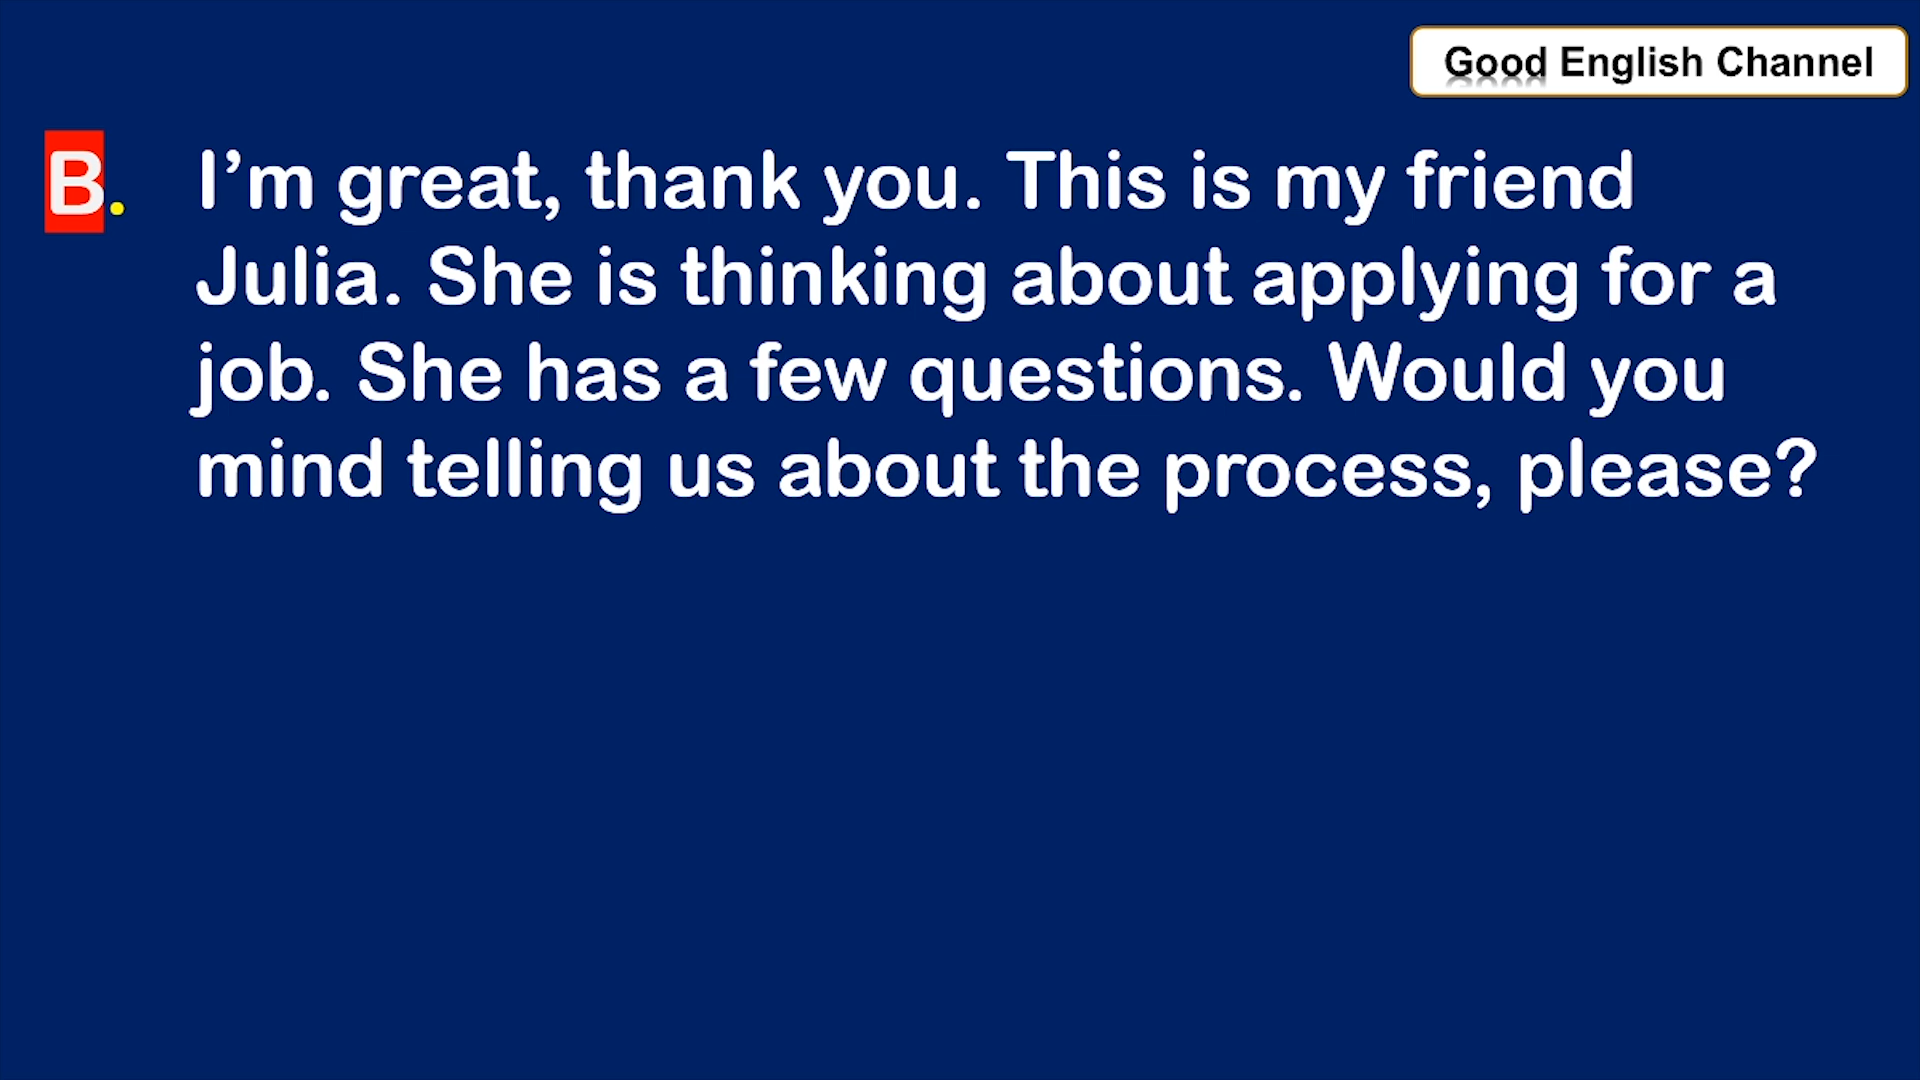 Good English Channel
B. I’m great, thank you. This is my friend
Julia. She is thinking about applying for a
job. She has a few questions. Would you
mind telling us about the process, please?